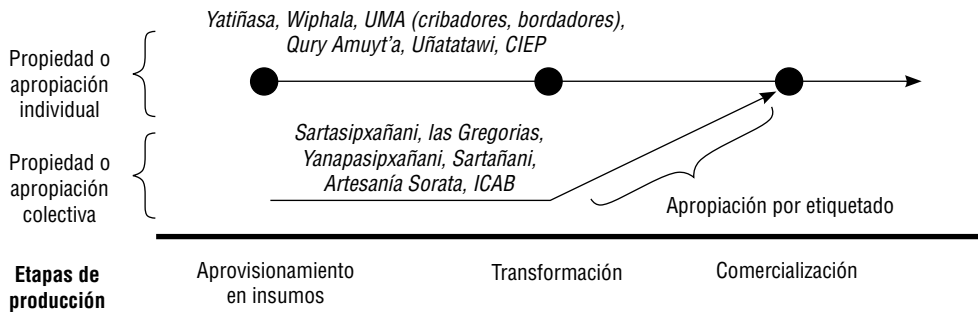 Yatiñasa, Wiphala, UMA (cribadores, bordadores),
Qury Amuyt’a, Uñatatawi, CIEP
Propiedad o
apropiación
individual
Sartasipxañani, las Gregorias,
Yanapasipxañani, Sartañani,
Artesanía Sorata, ICAB
Propiedad o
apropiación
colectiva
Apropiación por etiquetado
Etapas de
producción
Aprovisionamiento
en insumos
Transformación
Comercialización